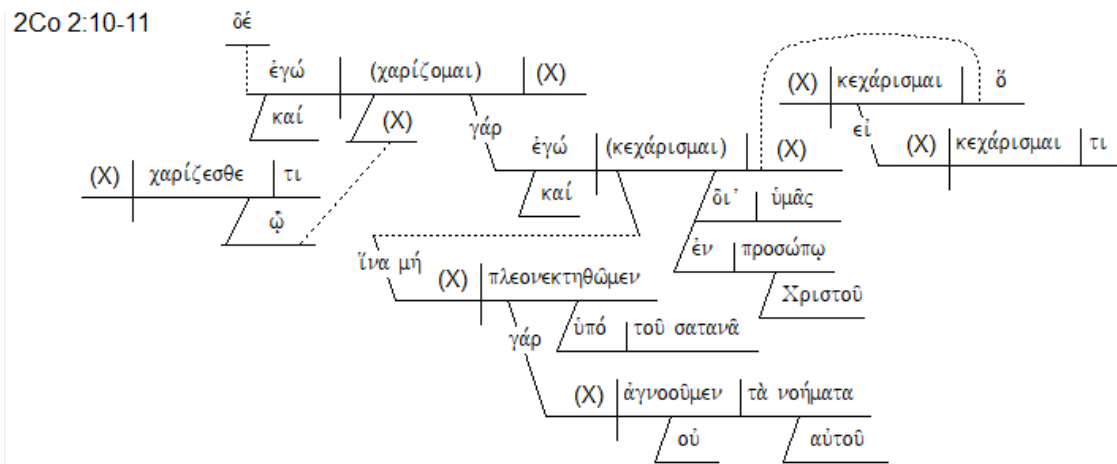 2Co 2:10-11
δέ
ἐγώ (χαρίζομαι) (X)
(X) κεχάρισμαι ὅ
καί (X)
γάρ
εἰ
ἐγώ (κεχάρισμαι) (X)
(X) κεχάρισμαι τι
(X) χαρίζεσθε τι
καί
δι' ὑμᾶς
ᾧ
ἐν προσώπῳ
ἵνα μή
(X) πλεονεκτηθῶμεν
Χριστοῦ
γάρ
ὑπό τοῦ σατανᾶ
(X) ἀγνοοῦμεν τὰ νοήματα
οὐ αὐτοῦ